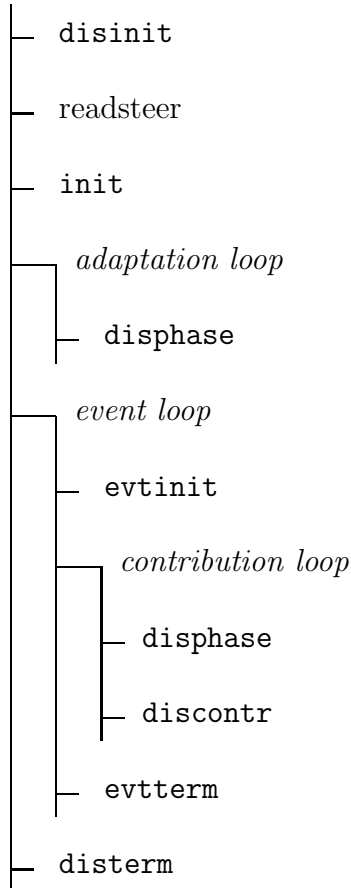 disinit
readsteer
init
adaptation loop
disphase
event loop
evtinit
contribution loop
disphase
discontr
evtterm
disterm